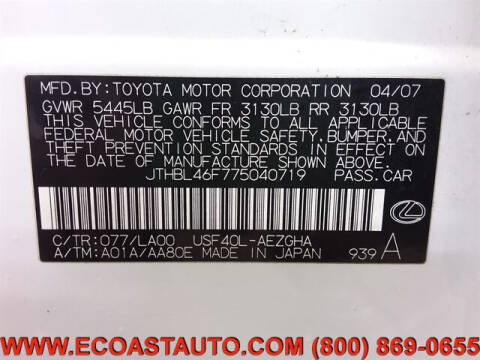 MFD.BY:TOYOTA MOTOR CORPORATION 04/07
GVWR 5445LB GAWR FR 3130LB RR 3130LB
THIS VEHICLE CONFORMS TO ALL APPLICABLE
FEDERAL MOTOR VEHICLE SAFETY,BUMPER,AND
THEFT PREVENTION STANDARDS IN EFFECT ON
THE DATE OF MANUFACTURE SHOWN ABOVE.
JTHBL46F775040719 PASS.CAR
C/TR:077/LA00 USF40L-AEZGHA
A/TM:A01A/AA80E MADE IN JAPAN 939 A
WWW.ECOASTAUTO.COM (800) 869-0655